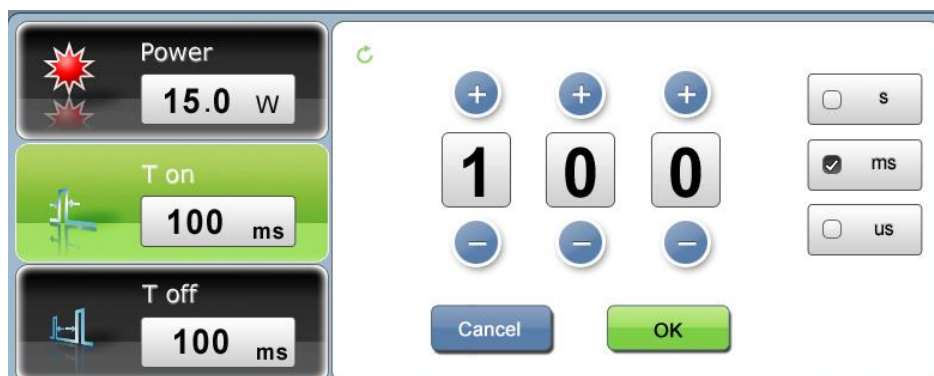 Power
15.0 W
T on
100 ms
T off
100 ms
+ + +
1 0 0
− − −
s
ms
us
Cancel
OK